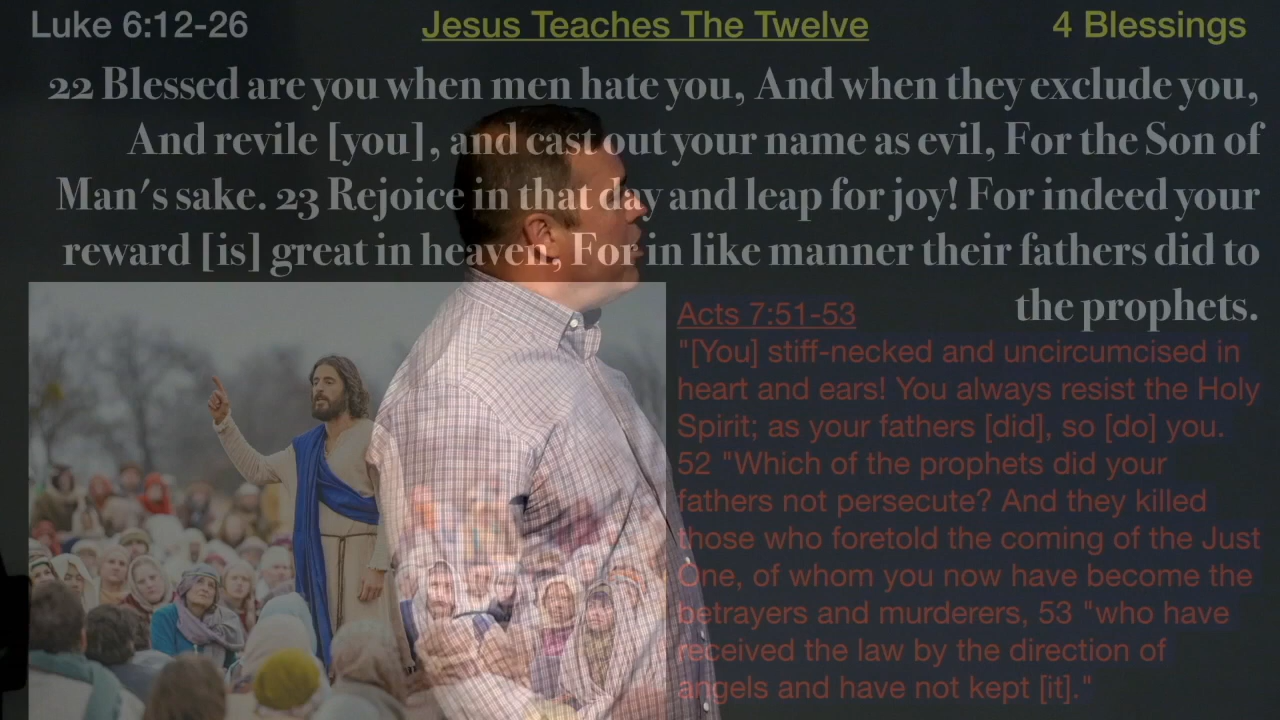 Luke 6:12-26 Jesus Teaches The Twelve 4 Blessings
22 Blessed are you when men hate you, And when they exclude you,
And revile [you], and cast out your name as evil, For the Son of
Man's sake. 23 Rejoice in that day and leap for joy! For indeed your
reward [is] great in heaven, For in like manner their fathers did to
the prophets.
Acts 7:51-53
"[You] stiff-necked and uncircumcised in
heart and ears! You always resist the Holy
Spirit; as your fathers [did], so [do] you.
52 "Which of the prophets did your
fathers not persecute? And they killed
those who foretold the coming of the Just
One, of whom you now have become the
betrayers and murderers, 53 "who have
received the law by the direction of
angels and have not kept [it]."